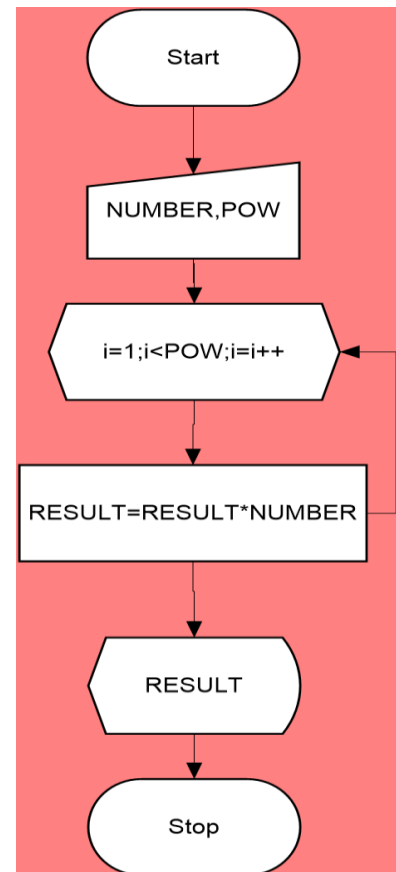 Start
NUMBER,POW
i=1;i<POW;i=i++
RESULT=RESULT*NUMBER
RESULT
Stop